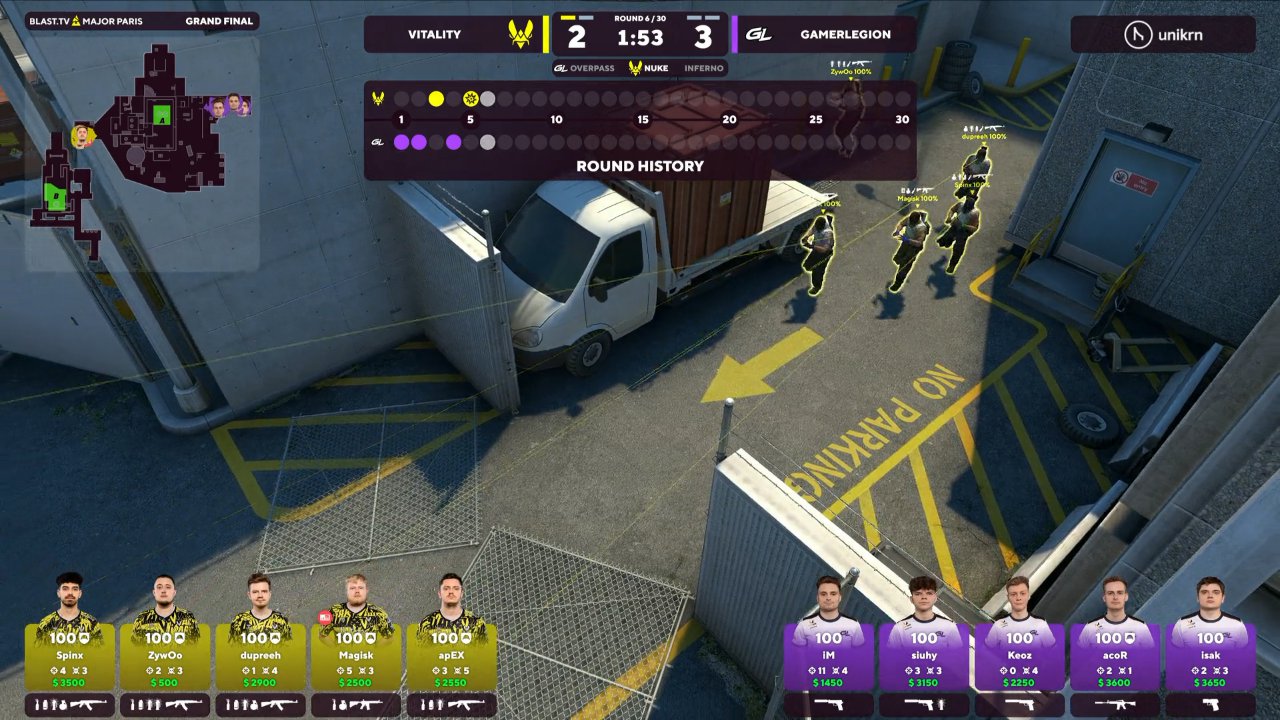 BLAST.TV MAJOR PARIS GRAND FINAL
VITALITY
2
ROUND 6 / 30
1:53
3
GL
GAMERLEGION
unikrn
GL OVERPASS NUKE INFERNO
1 5 10 15 20 25 30
GL
ROUND HISTORY
ZywOo 100%
dupreeh 100%
Spinx 100%
Magisk 100%
100%
NO PARKING
100 100 100 100 100
Spinx ZywOo dupreeh Magisk apEX
4 3 2 3 1 4 5 3 3 5
$3500 $500 $2900 $2500 $2550
100 100 100 100 100
iM siuhy Keoz acoR isak
11 4 3 3 0 4 2 1 2 3
$1450 $3150 $2250 $3600 $3650